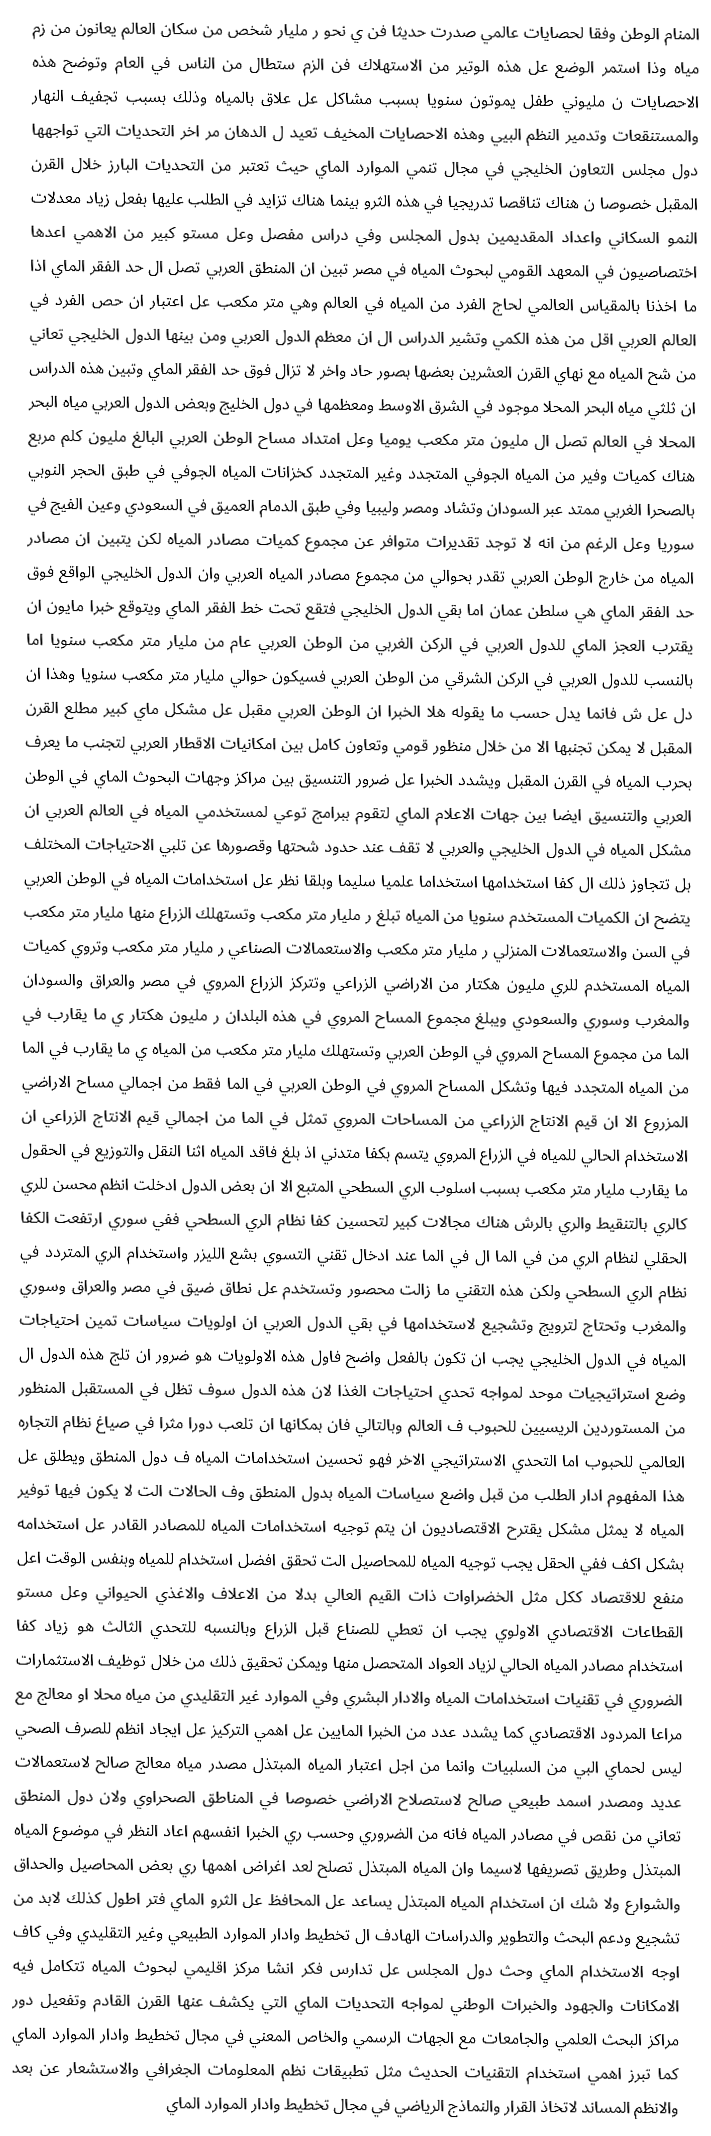 المنام الوطن وفقا لحصايات عالمي صدرت حديثا فن ي نحو ر مليار شخص من سكان العالم يعانون من زم
مياه وذا استمر الوضع عل هذه الوتير من الاستهلاك فن الزم ستطال من الناس في العام وتوضح هذه
الاحصايات ن مليوني طفل يموتون سنويا بسبب مشاكل عل علاق بالمياه وذلك بسبب تجفيف النهار
والمستنقعات وتدمير النظم البيي وهذه الاحصايات المخيف تعيد ل الدهان مر اخر التحديات التي تواجهها
دول مجلس التعاون الخليجي في مجال تنمي الموارد الماي حيث تعتبر من التحديات البارز خلال القرن
المقبل خصوصا ن هناك تناقصا تدريجيا في هذه الثرو بينما هناك تزايد في الطلب عليها بفعل زياد معدلات
النمو السكاني واعداد المقديمين بدول المجلس وفي دراس مفصل وعل مستو كبير من الاهمي اعدها
اختصاصيون في المعهد القومي لبحوث المياه في مصر تبين ان المنطق العربي تصل ال حد الفقر الماي اذا
ما اخذنا بالمقياس العالمي لحاج الفرد من المياه في العالم وهي متر مكعب عل اعتبار ان حص الفرد في
العالم العربي اقل من هذه الكمي وتشير الدراس ال ان معظم الدول العربي ومن بينها الدول الخليجي تعاني
من شح المياه مع نهاي القرن العشرين بعضها بصور حاد واخر لا تزال فوق حد الفقر الماي وتبين هذه الدراس
ان ثلثي مياه البحر المحلا موجود في الشرق الاوسط ومعظمها في دول الخليج وبعض الدول العربي مياه البحر
المحلا في العالم تصل ال مليون متر مكعب يوميا وعل امتداد مساح الوطن العربي البالغ مليون كلم مربع
هناك كميات وفير من المياه الجوفي المتجدد وغير المتجدد كخزانات المياه الجوفي في طبق الحجر النوبي
بالصحرا الغربي ممتد عبر السودان وتشاد ومصر وليبيا وفي طبق الدمام العميق في السعودي وعين الفيج في
سوريا وعل الرغم من انه لا توجد تقديرات متوافر عن مجموع كميات مصادر المياه لكن يتبين ان مصادر
المياه من خارج الوطن العربي تقدر بحوالي من مجموع مصادر المياه العربي وان الدول الخليجي الواقع فوق
حد الفقر الماي هي سلطن عمان اما بقي الدول الخليجي فتقع تحت خط الفقر الماي ويتوقع خبرا مايون ان
يقترب العجز الماي للدول العربي في الركن الغربي من الوطن العربي عام من مليار متر مكعب سنويا اما
بالنسب للدول العربي في الركن الشرقي من الوطن العربي فسيكون حوالي مليار متر مكعب سنويا وهذا ان
دل عل ش فانما يدل حسب ما يقوله هلا الخبرا ان الوطن العربي مقبل عل مشكل ماي كبير مطلع القرن
المقبل لا يمكن تجنبها الا من خلال منظور قومي وتعاون كامل بين امكانيات الاقطار العربي لتجنب ما يعرف
بحرب المياه في القرن المقبل ويشدد الخبرا عل ضرور التنسيق بين مراكز وجهات البحوث الماي في الوطن
العربي والتنسيق ايضا بين جهات الاعلام الماي لتقوم ببرامج توعي لمستخدمي المياه في العالم العربي ان
مشكل المياه في الدول الخليجي والعربي لا تقف عند حدود شحتها وقصورها عن تلبي الاحتياجات المختلف
بل تتجاوز ذلك ال كفا استخدامها استخداما علميا سليما وبلقا نظر عل استخدامات المياه في الوطن العربي
يتضح ان الكميات المستخدم سنويا من المياه تبلغ ر مليار متر مكعب وتستهلك الزراع منها مليار متر مكعب
في السن والاستعمالات المنزلي ر مليار متر مكعب والاستعمالات الصناعي ر مليار متر مكعب وتروي كميات
المياه المستخدم للري مليون هكتار من الاراضي الزراعي وتتركز الزراع المروي في مصر والعراق والسودان
والمغرب وسوري والسعودي ويبلغ مجموع المساح المروي في هذه البلدان ر مليون هكتار ي ما يقارب في
الما من مجموع المساح المروي في الوطن العربي وتستهلك مليار متر مكعب من المياه ي ما يقارب في الما
من المياه المتجدد فيها وتشكل المساح المروي في الوطن العربي في الما فقط من اجمالي مساح الاراضي
المزروع الا ان قيم الانتاج الزراعي من المساحات المروي تمثل في الما من اجمالي قيم الانتاج الزراعي ان
الاستخدام الحالي للمياه في الزراع المروي يتسم بكفا متدني اذ بلغ فاقد المياه اثنا النقل والتوزيع في الحقول
ما يقارب مليار متر مكعب بسبب اسلوب الري السطحي المتبع الا ان بعض الدول ادخلت انظم محسن للري
كالري بالتنقيط والري بالرش هناك مجالات كبير لتحسين كفا نظام الري السطحي ففي سوري ارتفعت الكفا
الحقلي لنظام الري من في الما ال في الما عند ادخال تقني التسوي بشع الليزر واستخدام الري المتردد في
نظام الري السطحي ولكن هذه التقني ما زالت محصور وتستخدم عل نطاق ضيق في مصر والعراق وسوري
والمغرب وتحتاج لترويج وتشجيع لاستخدامها في بقي الدول العربي ان اولويات سياسات تمين احتياجات
المياه في الدول الخليجي يجب ان تكون بالفعل واضح فاول هذه الاولويات هو ضرور ان تلج هذه الدول ال
وضع استراتيجيات موحد لمواجه تحدي احتياجات الغذا لان هذه الدول سوف تظل في المستقبل المنظور
من المستوردين الريسيين للحبوب ف العالم وبالتالي فان بمكانها ان تلعب دورا مثرا في صياغ نظام التجاره
العالمي للحبوب اما التحدي الاستراتيجي الاخر فهو تحسين استخدامات المياه ف دول المنطق ويطلق عل
هذا المفهوم ادار الطلب من قبل واضع سياسات المياه بدول المنطق وف الحالات الت لا يكون فيها توفير
المياه لا يمثل مشكل يقترح الاقتصاديون ان يتم توجيه استخدامات المياه للمصادر القادر عل استخدامه
بشكل اكف ففي الحقل يجب توجيه المياه للمحاصيل الت تحقق افضل استخدام للمياه وبنفس الوقت اعل
منفع للاقتصاد ككل مثل الخضراوات ذات القيم العالي بدلا من الاعلاف والاغذي الحيواني وعل مستو
القطاعات الاقتصادي الاولوي يجب ان تعطي للصناع قبل الزراع وبالنسبه للتحدي الثالث هو زياد كفا
استخدام مصادر المياه الحالي لزياد العواد المتحصل منها ويمكن تحقيق ذلك من خلال توظيف الاستثمارات
الضروري في تقنيات استخدامات المياه والادار البشري وفي الموارد غير التقليدي من مياه محلا او معالج مع
مراعا المردود الاقتصادي كما يشدد عدد من الخبرا المايين عل اهمي التركيز عل ايجاد انظم للصرف الصحي
ليس لحماي البي من السلبيات وانما من اجل اعتبار المياه المبتذل مصدر مياه معالج صالح لاستعمالات
عديد ومصدر اسمد طبيعي صالح لاستصلاح الاراضي خصوصا في المناطق الصحراوي ولان دول المنطق
تعاني من نقص في مصادر المياه فانه من الضروري وحسب ري الخبرا انفسهم اعاد النظر في موضوع المياه
المبتذل وطريق تصريفها لاسيما وان المياه المبتذل تصلح لعد اغراض اهمها ري بعض المحاصيل والحداق
والشوارع ولا شك ان استخدام المياه المبتذل يساعد عل المحافظ عل الثرو الماي فتر اطول كذلك لابد من
تشجيع ودعم البحث والتطوير والدراسات الهادف ال تخطيط وادار الموارد الطبيعي وغير التقليدي وفي كاف
اوجه الاستخدام الماي وحث دول المجلس عل تدارس فكر انشا مركز اقليمي لبحوث المياه تتكامل فيه
الامكانات والجهود والخبرات الوطني لمواجه التحديات الماي التي يكشف عنها القرن القادم وتفعيل دور
مراكز البحث العلمي والجامعات مع الجهات الرسمي والخاص المعني في مجال تخطيط وادار الموارد الماي
كما تبرز اهمي استخدام التقنيات الحديث مثل تطبيقات نظم المعلومات الجغرافي والاستشعار عن بعد
والانظم المساند لاتخاذ القرار والنماذج الرياضي في مجال تخطيط وادار الموارد الماي